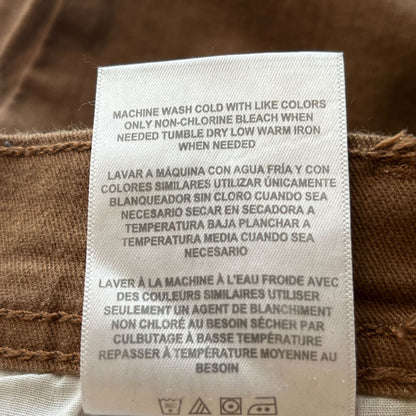 MACHINE WASH COLD WITH LIKE COLORS
ONLY NON-CHLORINE BLEACH WHEN
NEEDED TUMBLE DRY LOW WARM IRON
WHEN NEEDED
LAVAR A MÁQUINA CON AGUA FRÍA Y CON
COLORES SIMILARES UTILIZAR ÚNICAMENTE
BLANQUEADOR SIN CLORO CUANDO SEA
NECESARIO SECAR EN SECADORA A
TEMPERATURA BAJA PLANCHAR A
TEMPERATURA MEDIA CUANDO SEA
NECESARIO
LAVER À LA MACHINE À L'EAU FROIDE AVEC
DES COULEURS SIMILAIRES UTILISER
SEULEMENT UN AGENT DE BLANCHIMENT
NON CHLORÉ AU BESOIN SÉCHER PAR
CULBUTAGE À BASSE TEMPÉRATURE
REPASSER À TEMPÉRATURE MOYENNE AU
BESOIN